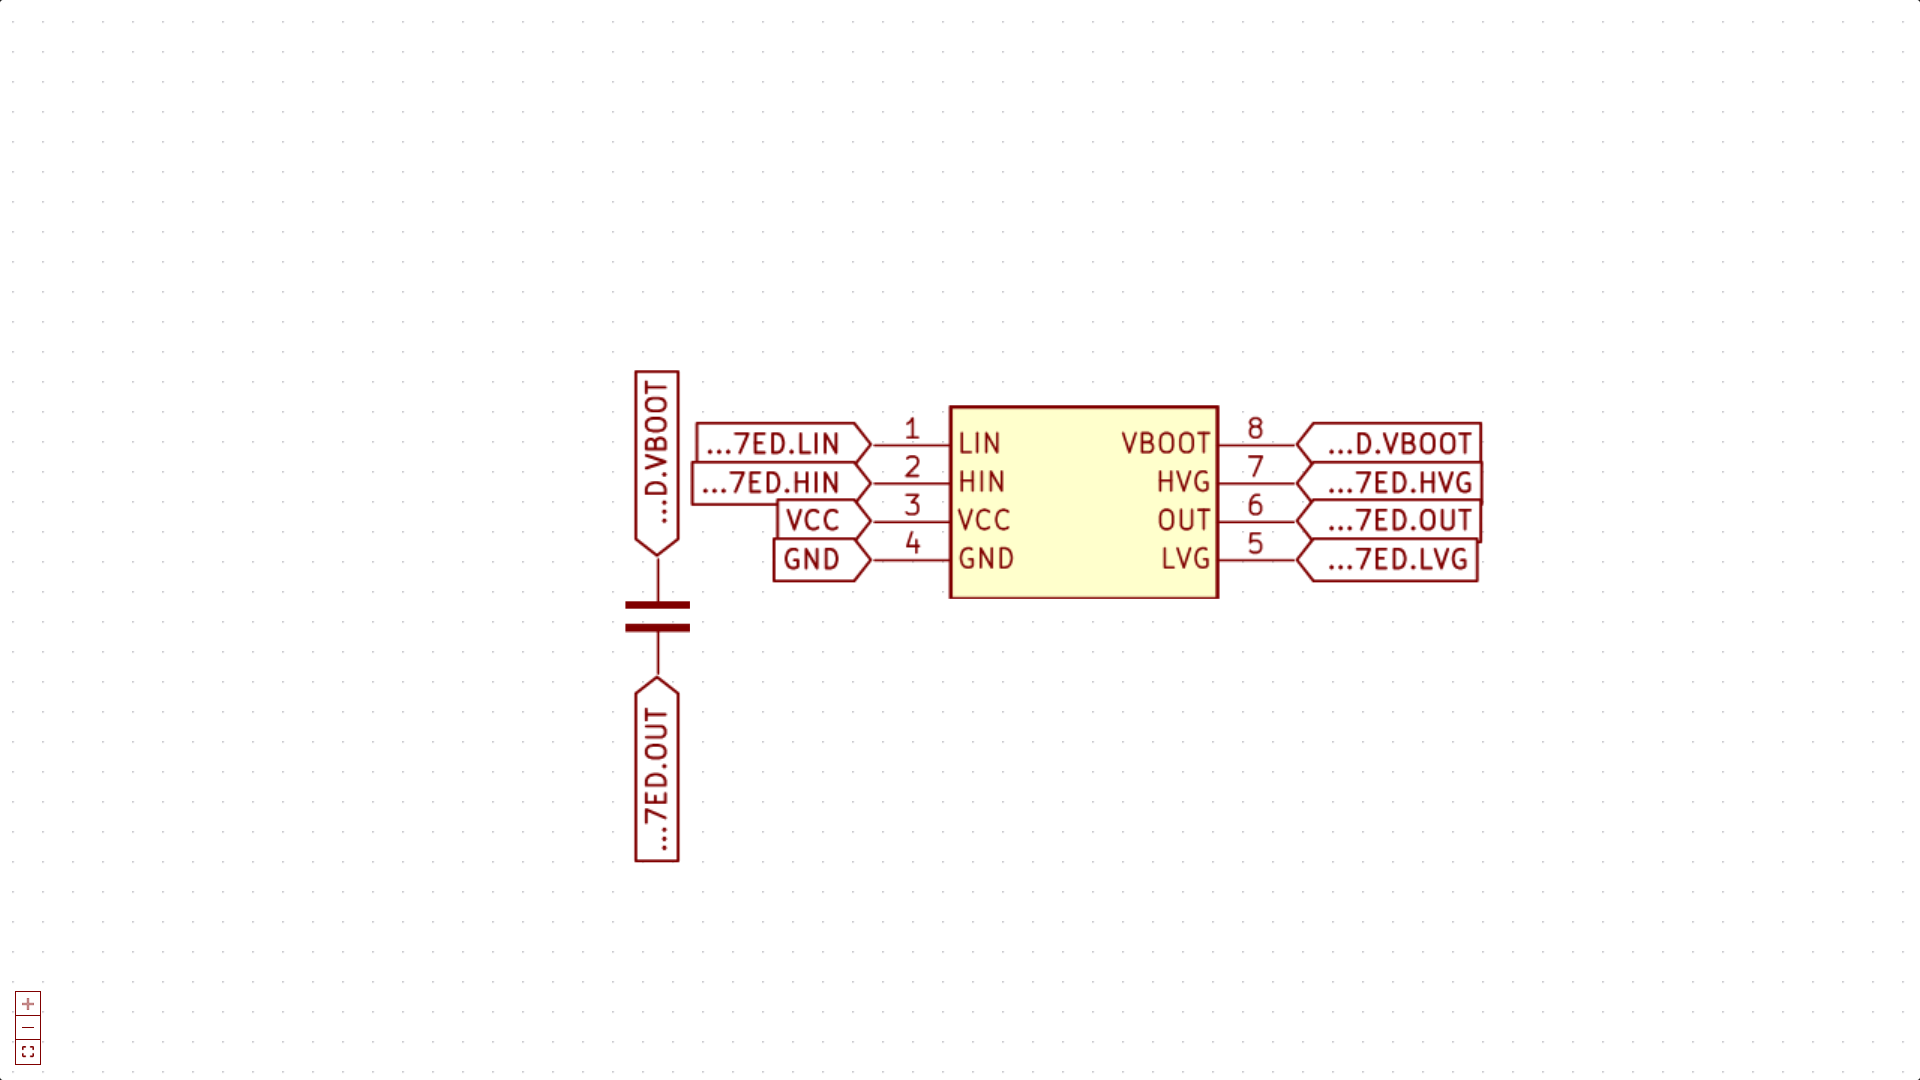 ...D.VBOOT
...7ED.LIN 1 LIN VBOOT 8 ...D.VBOOT
...7ED.HIN 2 HIN HVG 7 ...7ED.HVG
VCC 3 VCC OUT 6 ...7ED.OUT
GND 4 GND LVG 5 ...7ED.LVG
...7ED.OUT